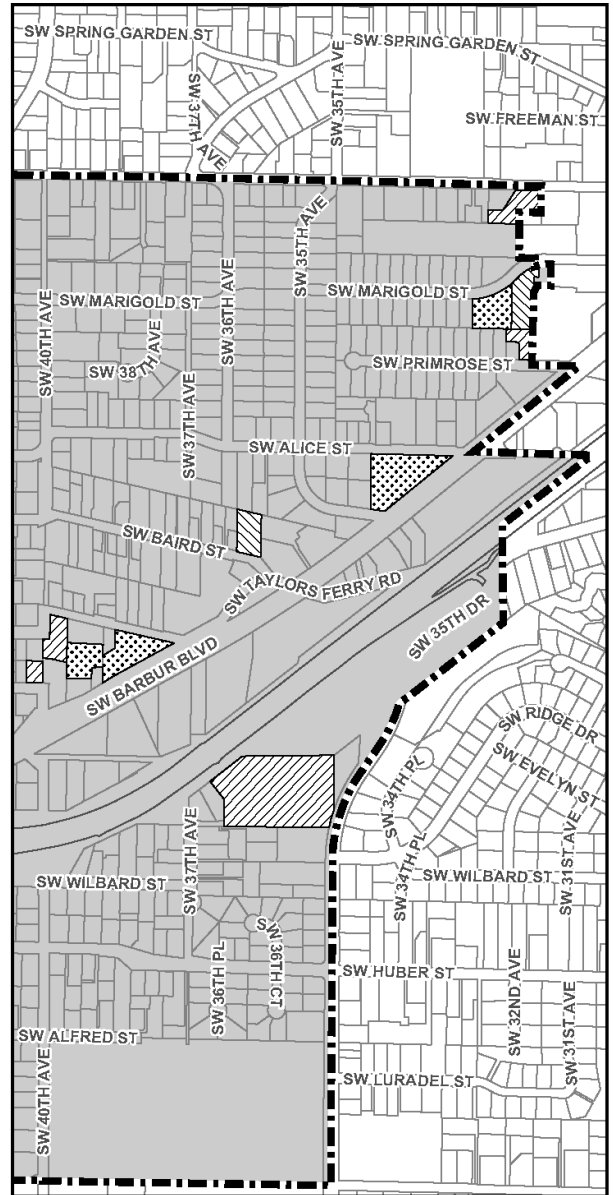 SW SPRING GARDEN ST
SW SPRING GARDEN ST
SW 35TH AVE
SW 37TH AVE
SW FREEMAN ST
SW 35TH AVE
SW 36TH AVE
SW MARIGOLD ST
SW MARIGOLD ST
SW 40TH AVE
SW 38TH AVE
SW PRIMROSE ST
SW 37TH AVE
SW ALICE ST
SW BAIRD ST
SW TAYLORS FERRY RD
SW 35TH DR
SW BARBUR BLVD
SW RIDGE DR
SW EVELYN ST
SW 34TH PL
SW 31ST AVE
SW 37TH AVE
SW WILBARD ST
SW WILBARD ST
SW 34TH PL
SW 36TH CT
SW 36TH PL
SW HUBER ST
SW 32ND AVE
SW 31ST AVE
SW ALFRED ST
SW 40TH AVE
SW LURADEL ST